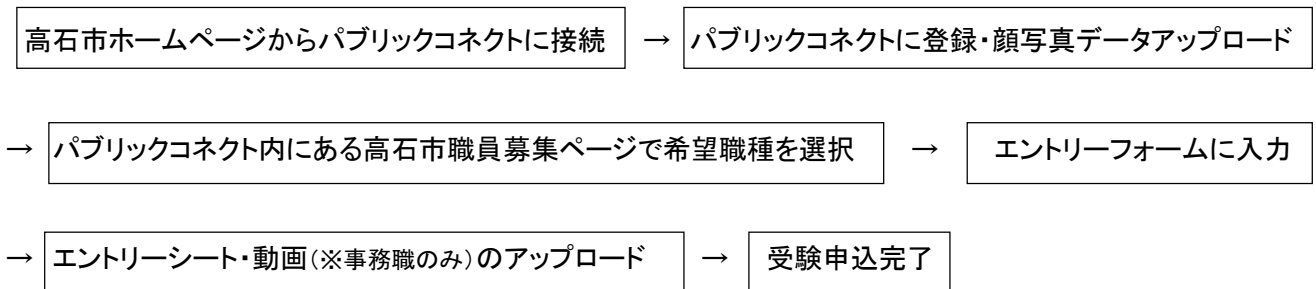 高石市ホームページからパブリックコネクトに接続 → パブリックコネクトに登録・顔写真データアップロード
→ パブリックコネクト内にある高石市職員募集ページで希望職種を選択 → エントリーフォームに入力
→ エントリーシート・動画(※事務職のみ)のアップロード → 受験申込完了